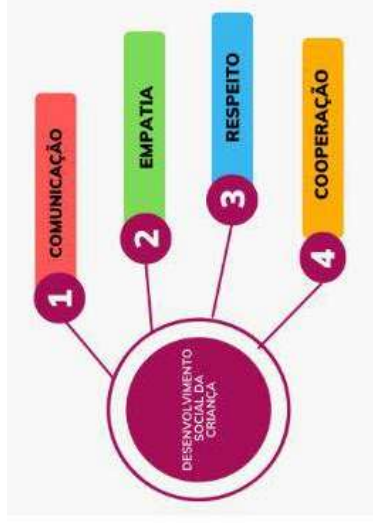 DESENVOLVIMENTO
SOCIAL DA
CRIANÇA
1
COMUNICAÇÃO
2
EMPATIA
3
RESPEITO
4
COOPERAÇÃO